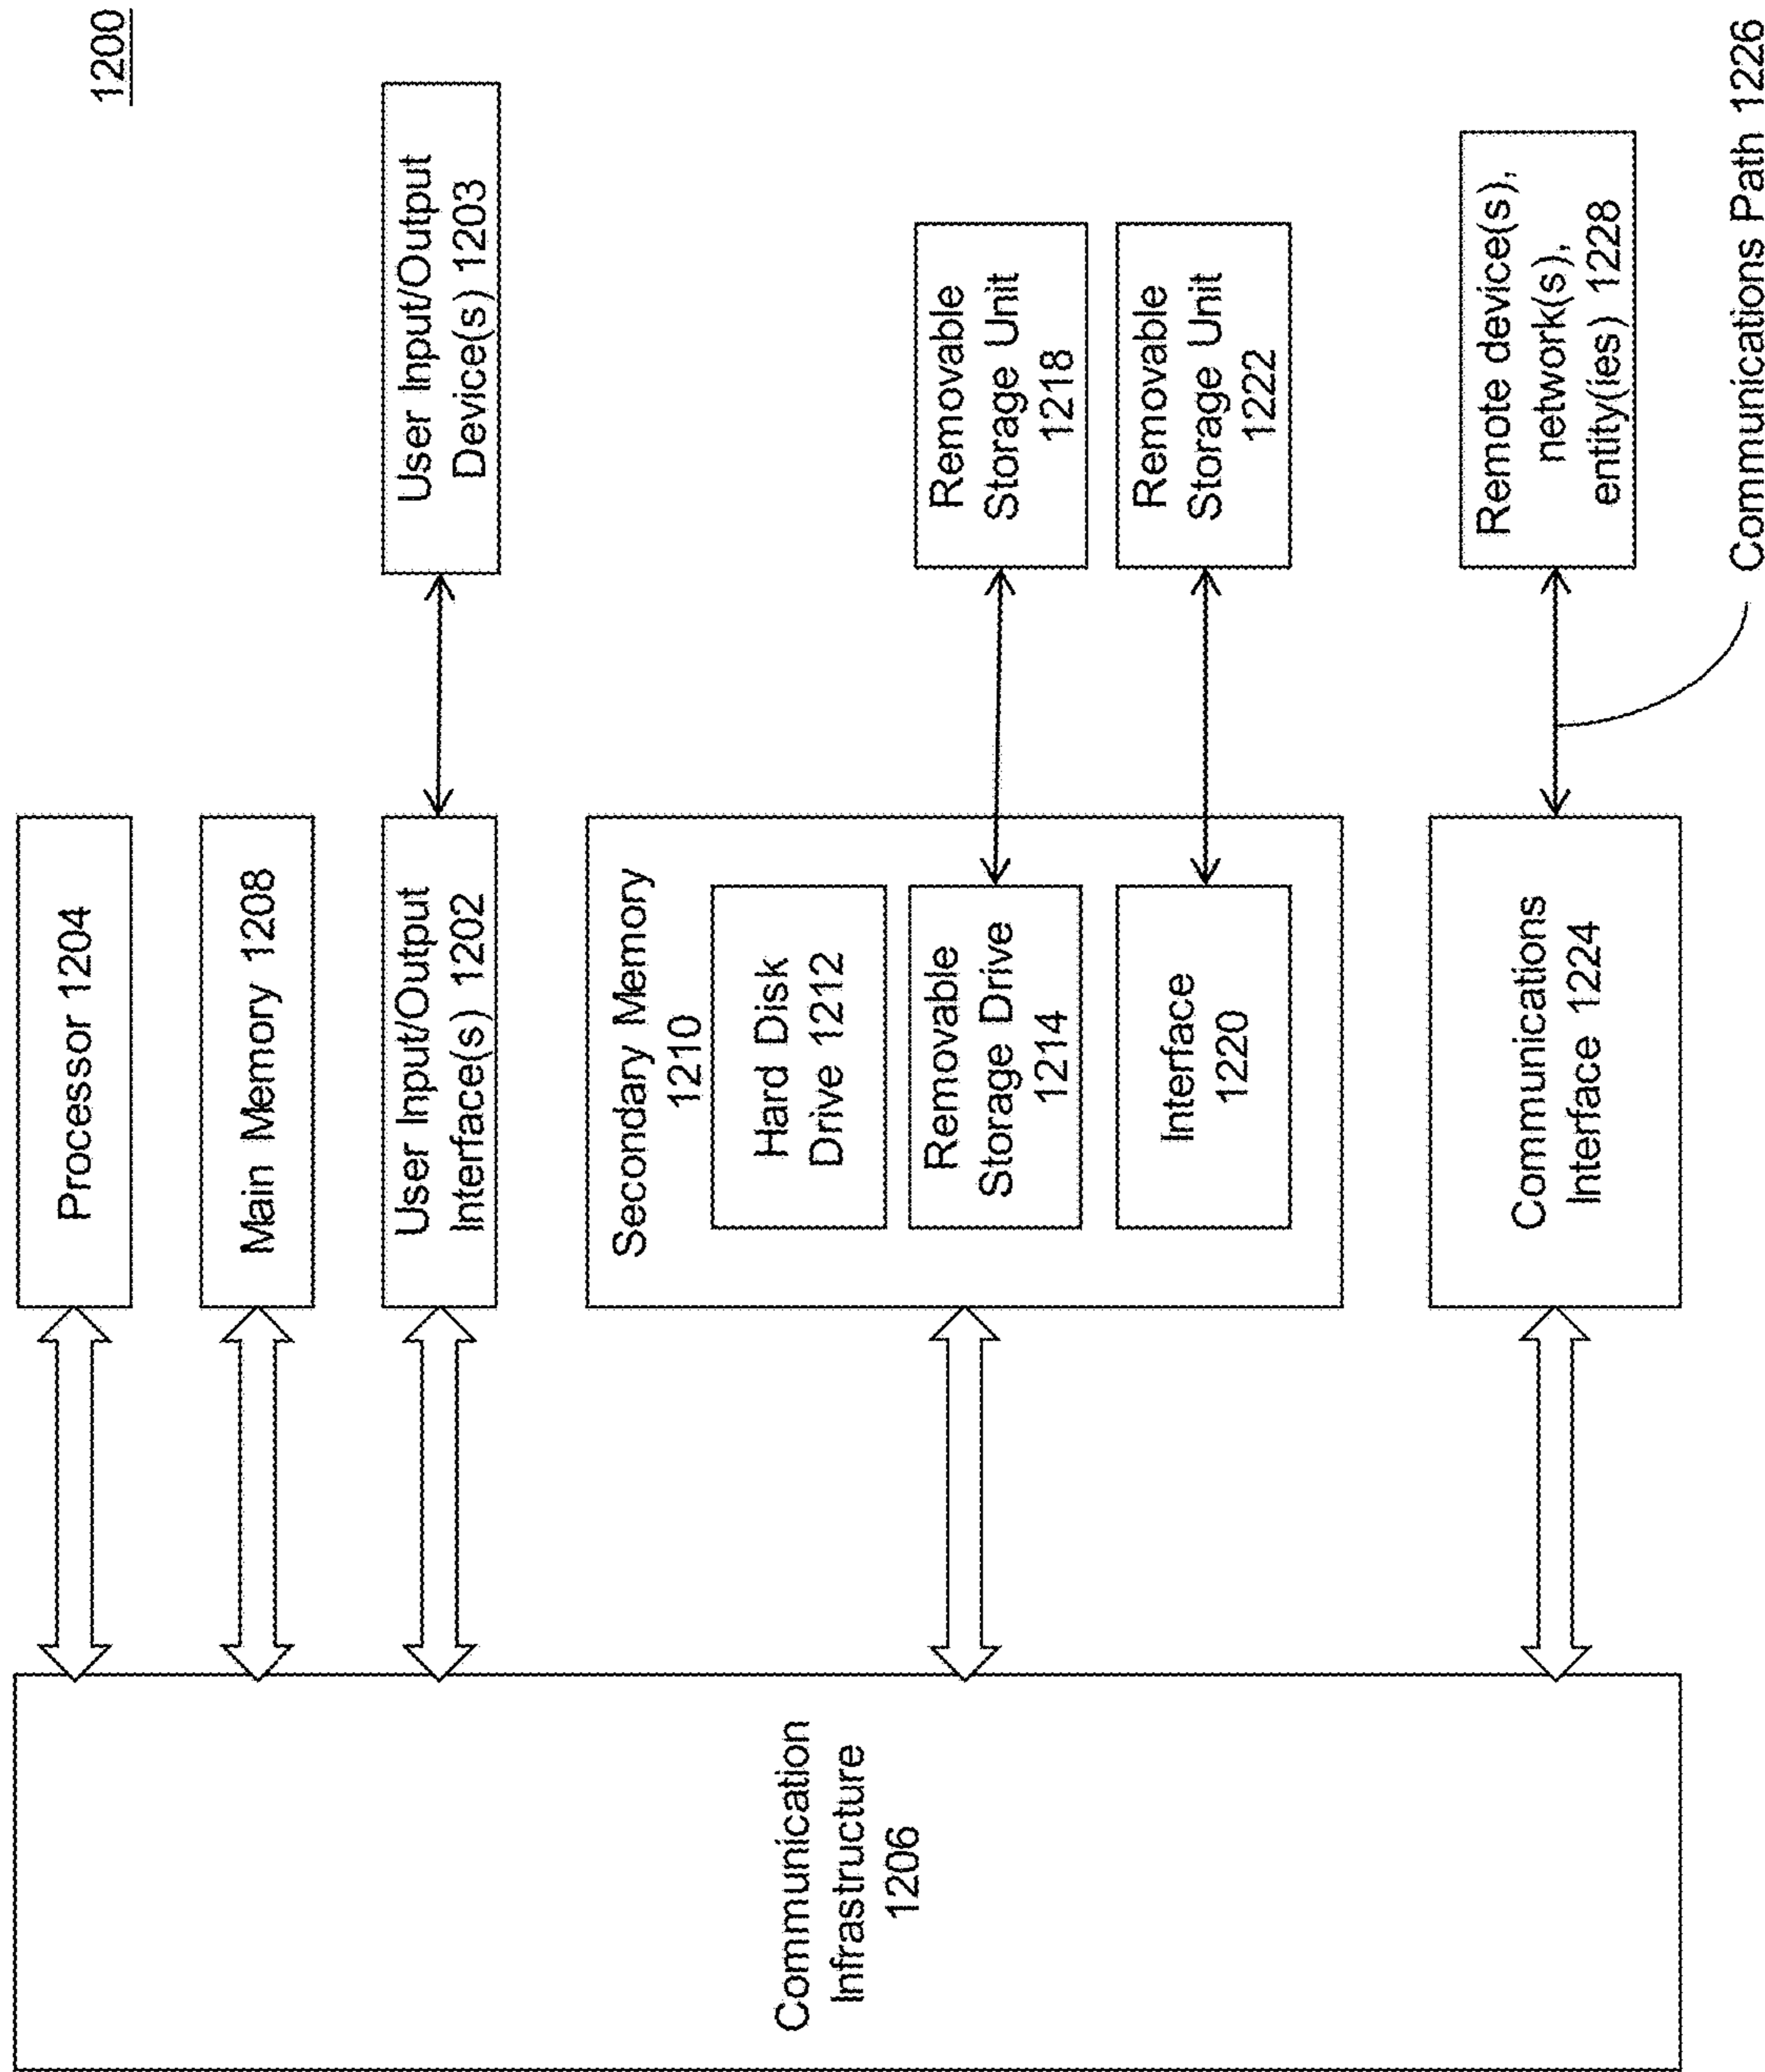 1200
Processor 1204
Main Memory 1208
User Input/Output
Interface(s) 1202
User Input/Output
Device(s) 1203
Secondary Memory
1210
Hard Disk
Drive 1212
Removable
Storage Drive
1214
Removable
Storage Unit
1218
Interface
1220
Removable
Storage Unit
1222
Communications
Interface 1224
Remote device(s),
network(s),
entity(ies) 1228
Communications Path 1226
Communication
Infrastructure
1206